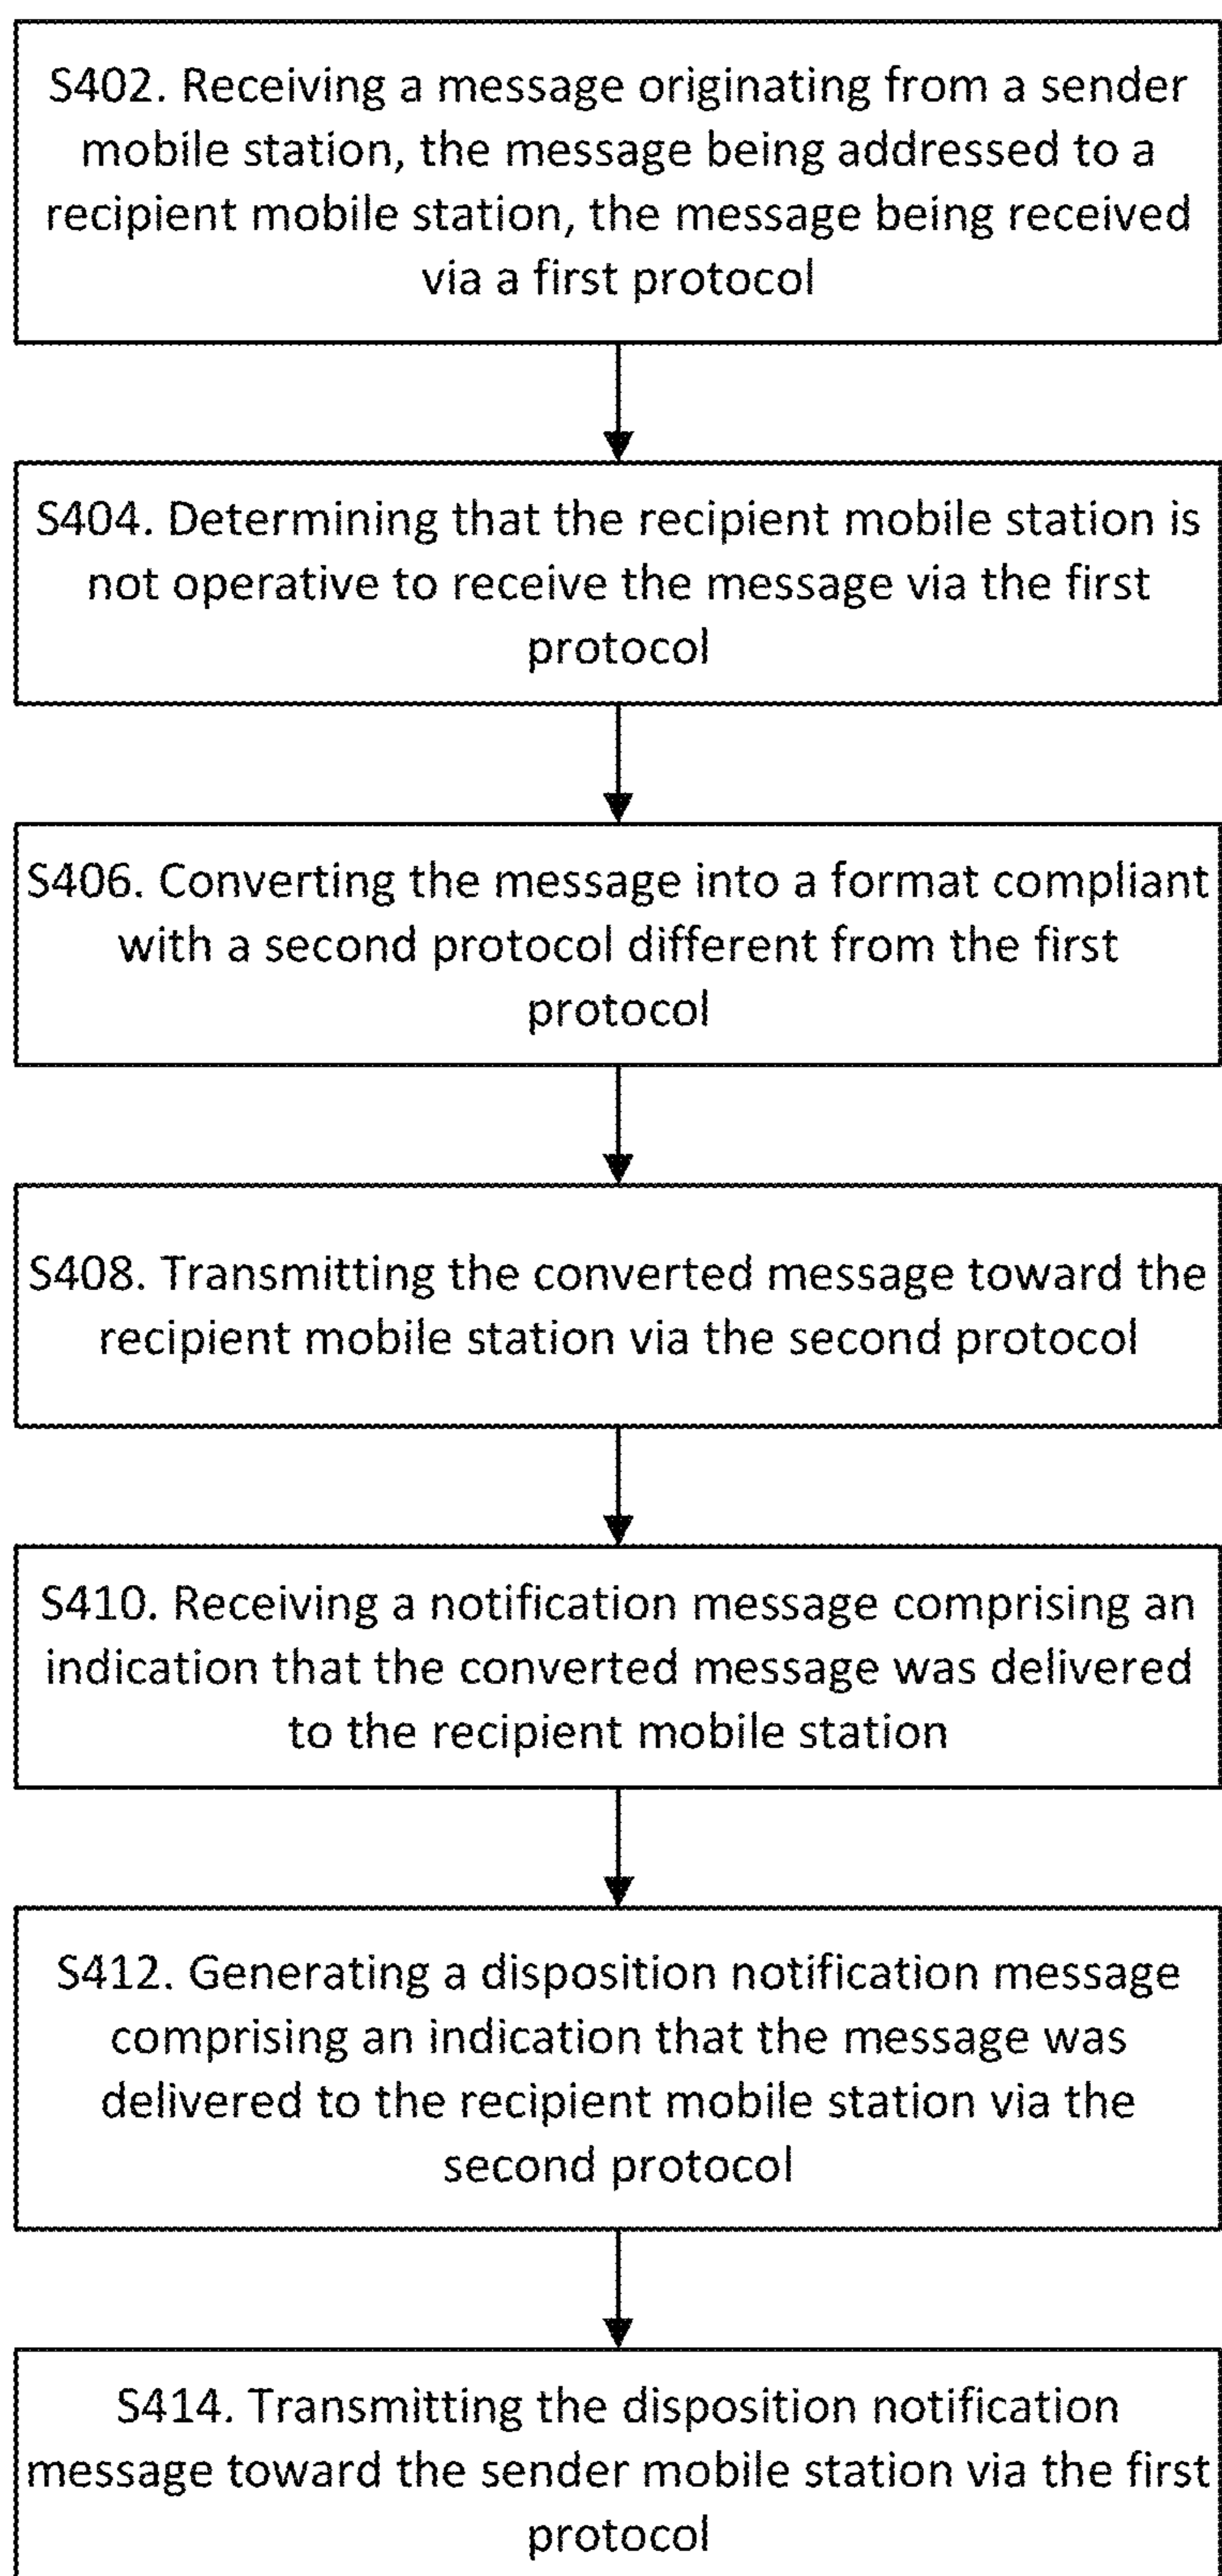 S402. Receiving a message originating from a sender
mobile station, the message being addressed to a
recipient mobile station, the message being received
via a first protocol
S404. Determining that the recipient mobile station is
not operative to receive the message via the first
protocol
S406. Converting the message into a format compliant
with a second protocol different from the first
protocol
S408. Transmitting the converted message toward the
recipient mobile station via the second protocol
S410. Receiving a notification message comprising an
indication that the converted message was delivered
to the recipient mobile station
S412. Generating a disposition notification message
comprising an indication that the message was
delivered to the recipient mobile station via the
second protocol
S414. Transmitting the disposition notification
message toward the sender mobile station via the first
protocol